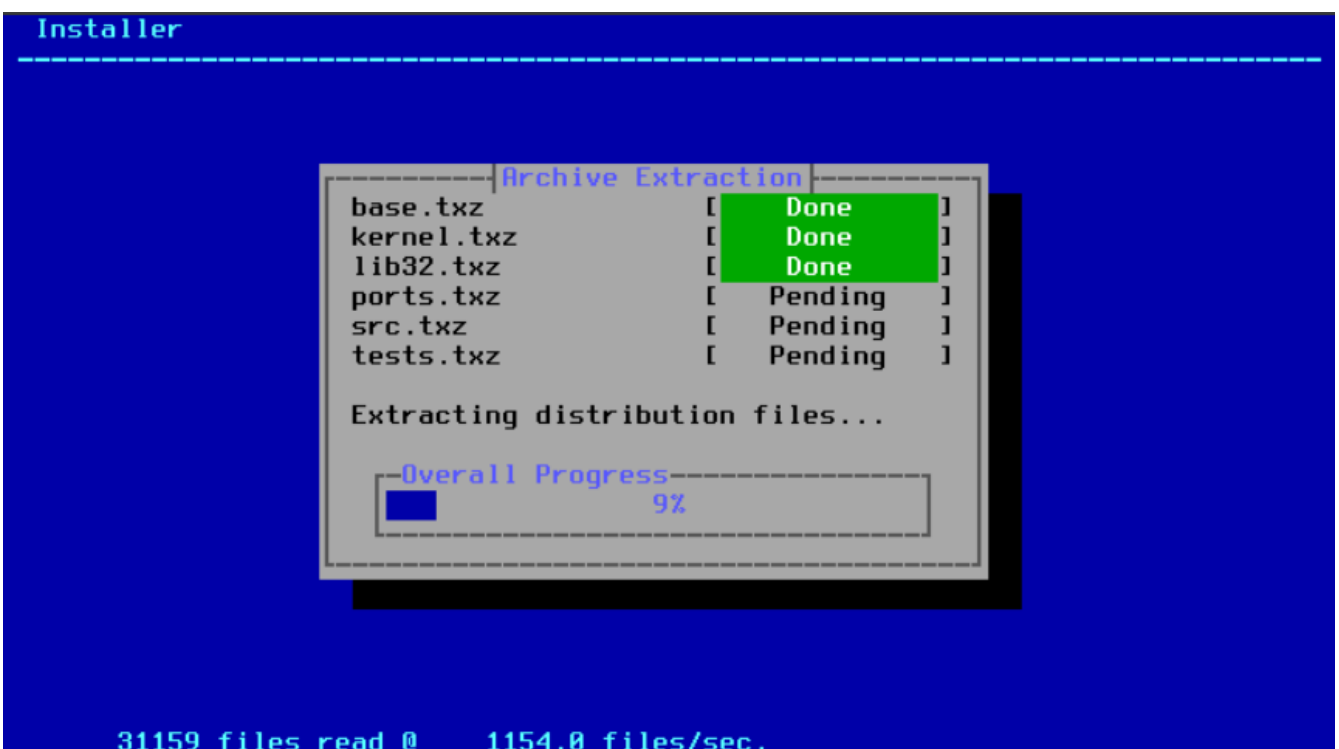 Installer
Archive Extraction
base.txz [ Done ]
kernel.txz [ Done ]
lib32.txz [ Done ]
ports.txz [ Pending ]
src.txz [ Pending ]
tests.txz [ Pending ]
Extracting distribution files...
Overall Progress
9%
31159 files read @ 1154.0 files/sec.